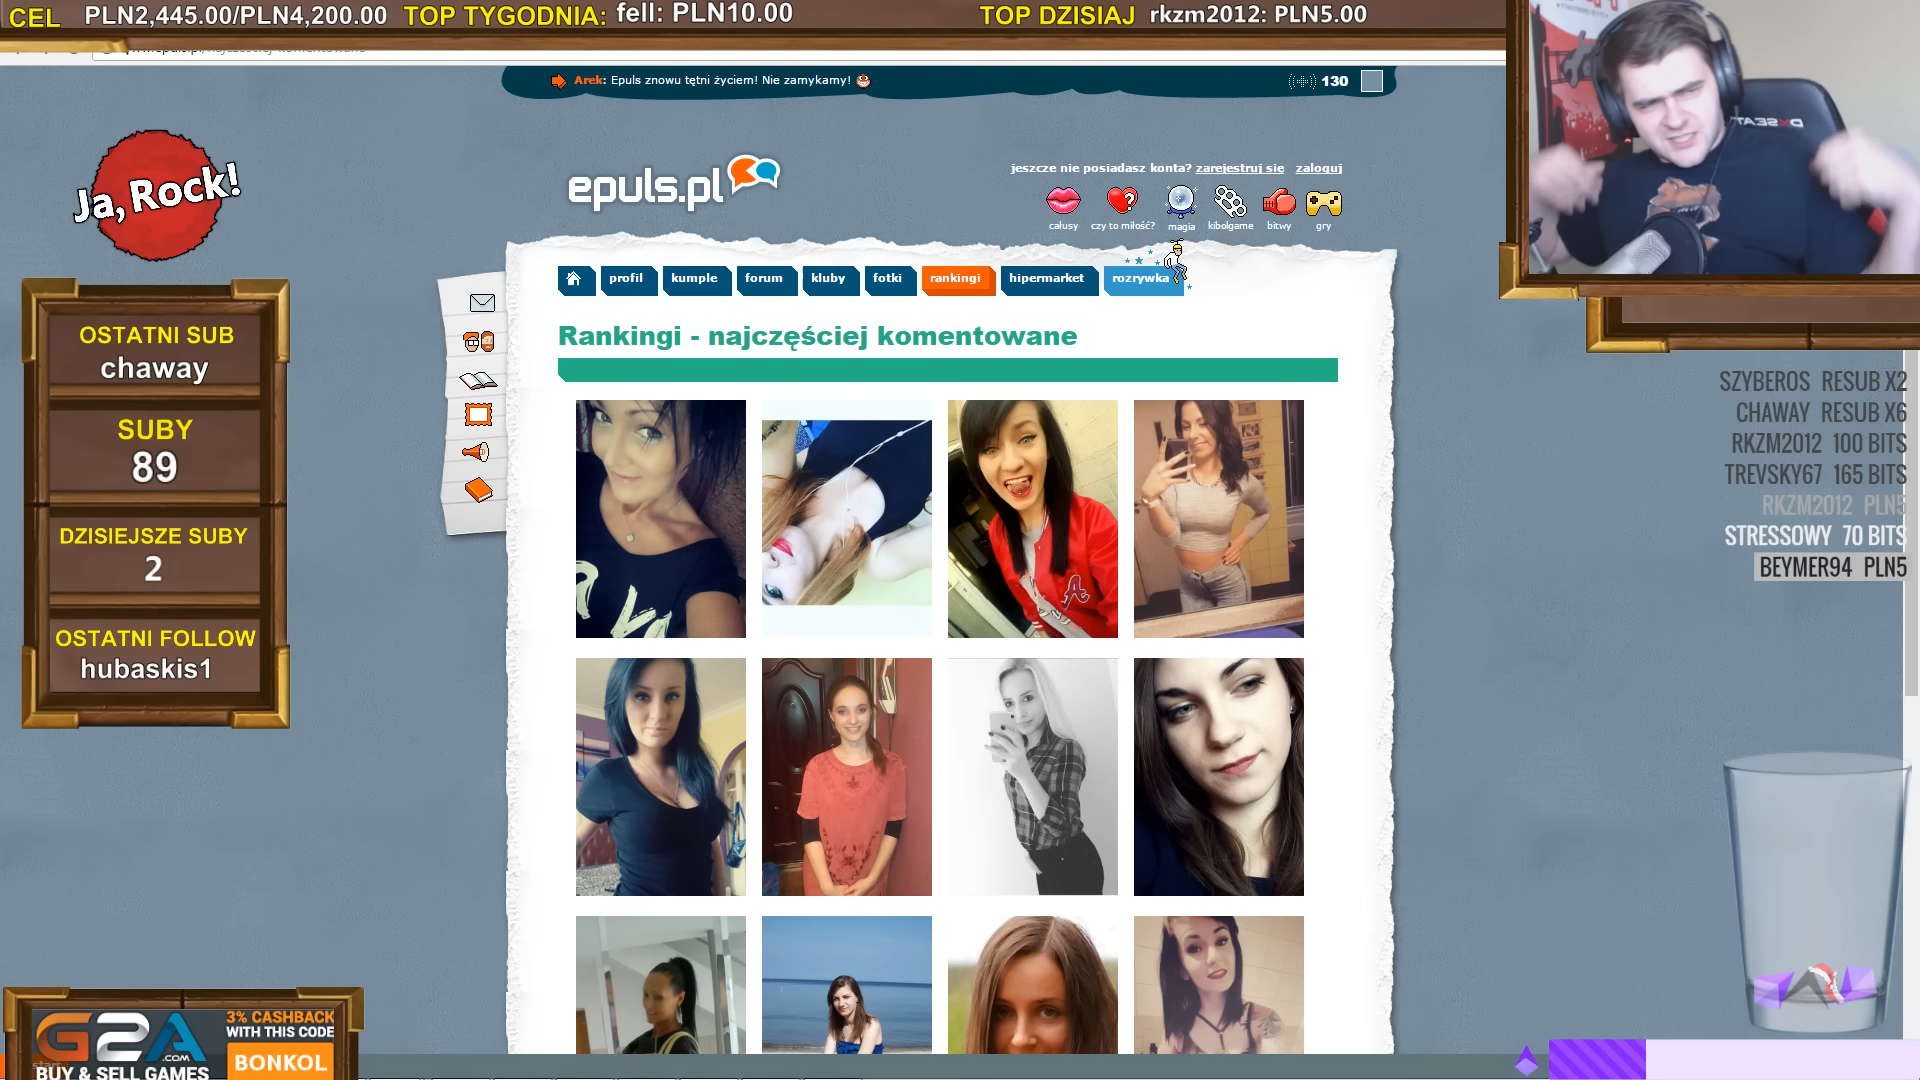 CEL PLN2,445.00/PLN4,200.00 TOP TYGODNIA: fell: PLN10.00 TOP DZISIAJ rkzm2012: PLN5.00
Arek: Epuls znowu tętni życiem! Nie zamykamy!
130
Ja, Rock!
epuls.pl
jeszcze nie posiadasz konta? zarejestruj się zaloguj
całusy czy to miłość? magia kibolgame bitwy gry
DXSEAT
profil kumple forum kluby fotki rankingi hipermarket rozrywka
Rankingi - najczęściej komentowane
OSTATNI SUB
chaway
SUBY
89
DZISIEJSZE SUBY
2
OSTATNI FOLLOW
hubaskis1
SZYBEROS RESUB X2
CHAWAY RESUB X6
RKZM2012 100 BITS
TREVSKY67 165 BITS
RKZM2012 PLN5
STRESSOWY 70 BITS
BEYMER94 PLN5
A
G2A
.COM
BUY & SELL GAMES
3% CASHBACK
WITH THIS CODE
BONKOL